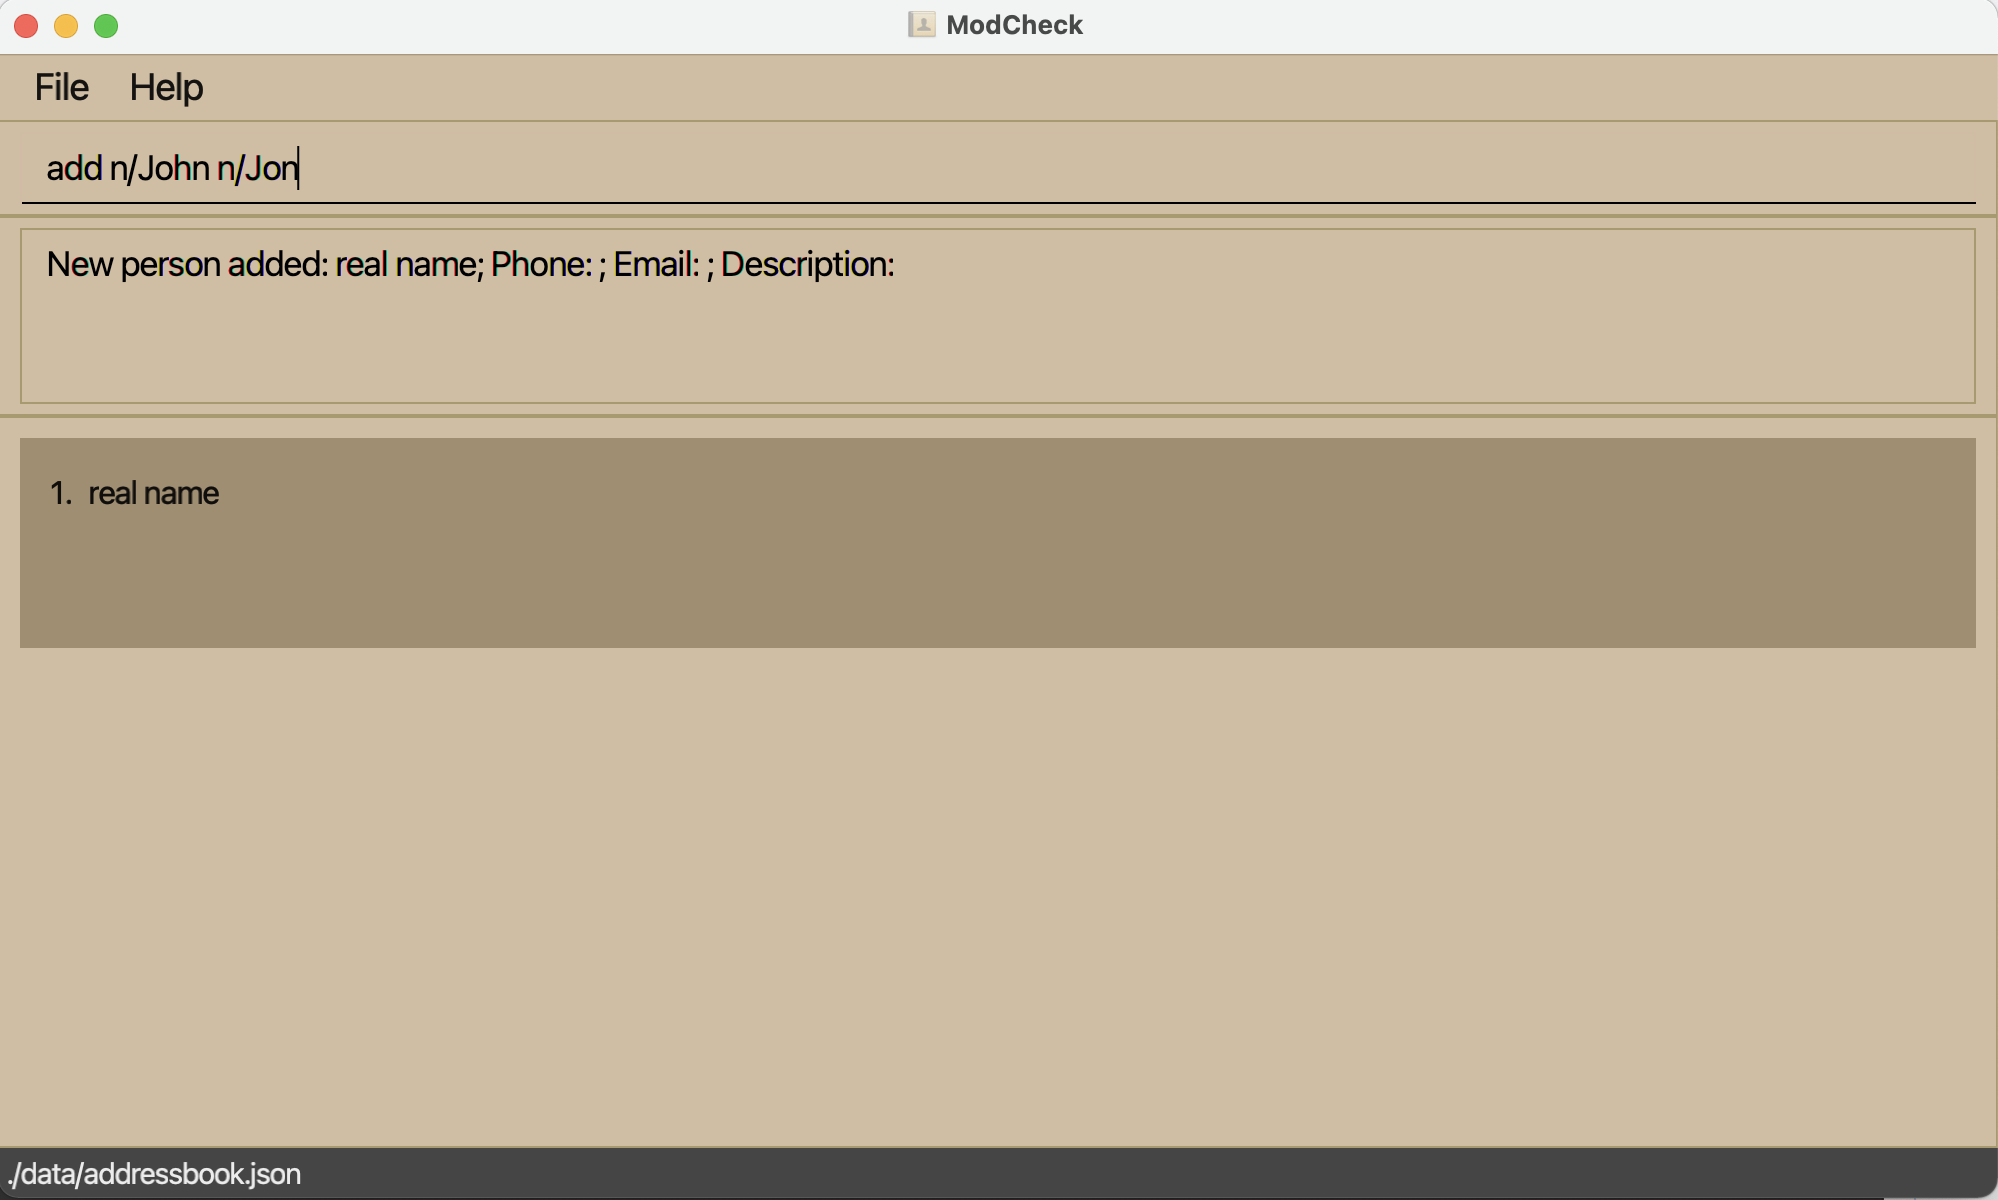 ModCheck
File Help
add n/John n/Jon
New person added: real name; Phone: ; Email: ; Description:
1. real name
./data/addressbook.json